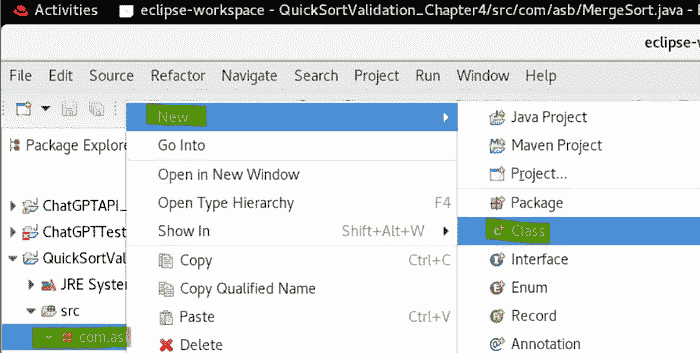 Activities eclipse-workspace - QuickSortValidation_Chapter4/src/com/asb/MergeSort.java -
eclipse-w
File Edit Source Refactor Navigate Search Project Run Window Help
New
Java Project
Go Into
Maven Project
Package Explore
Project...
Open in New Window
Package
ChatGPTAPI_
Open Type Hierarchy F4
ChatGPTTest
Show In Shift+Alt+W
Class
QuickSortVal
Copy Ctrl+C
Interface
JRE System
Copy Qualified Name
Enum
src
Paste Ctrl+V
Record
com.as
Delete
Annotation